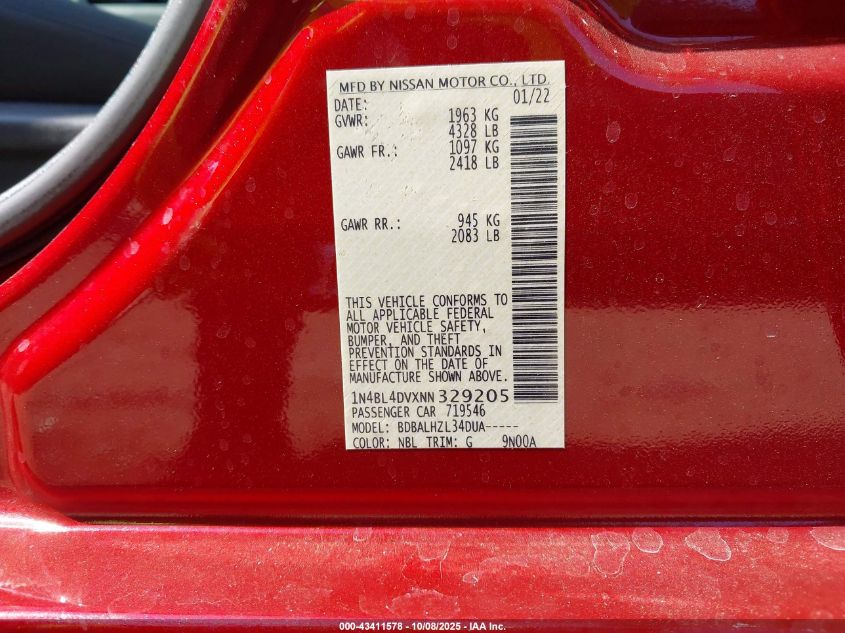 MFD BY NISSAN MOTOR CO., LTD.
DATE: 01/22
GVWR: 1963 KG
4328 LB
GAWR FR.: 1097 KG
2418 LB
GAWR RR.: 945 KG
2083 LB
THIS VEHICLE CONFORMS TO
ALL APPLICABLE FEDERAL
MOTOR VEHICLE SAFETY,
BUMPER, AND THEFT
PREVENTION STANDARDS IN
EFFECT ON THE DATE OF
MANUFACTURE SHOWN ABOVE.
1N4BL4DVXNN329205
PASSENGER CAR 719546
MODEL: BDBALHZL34DUA-----
COLOR: NBL TRIM: G 9N00A
000-43411578 - 10/08/2025 - IAA Inc.